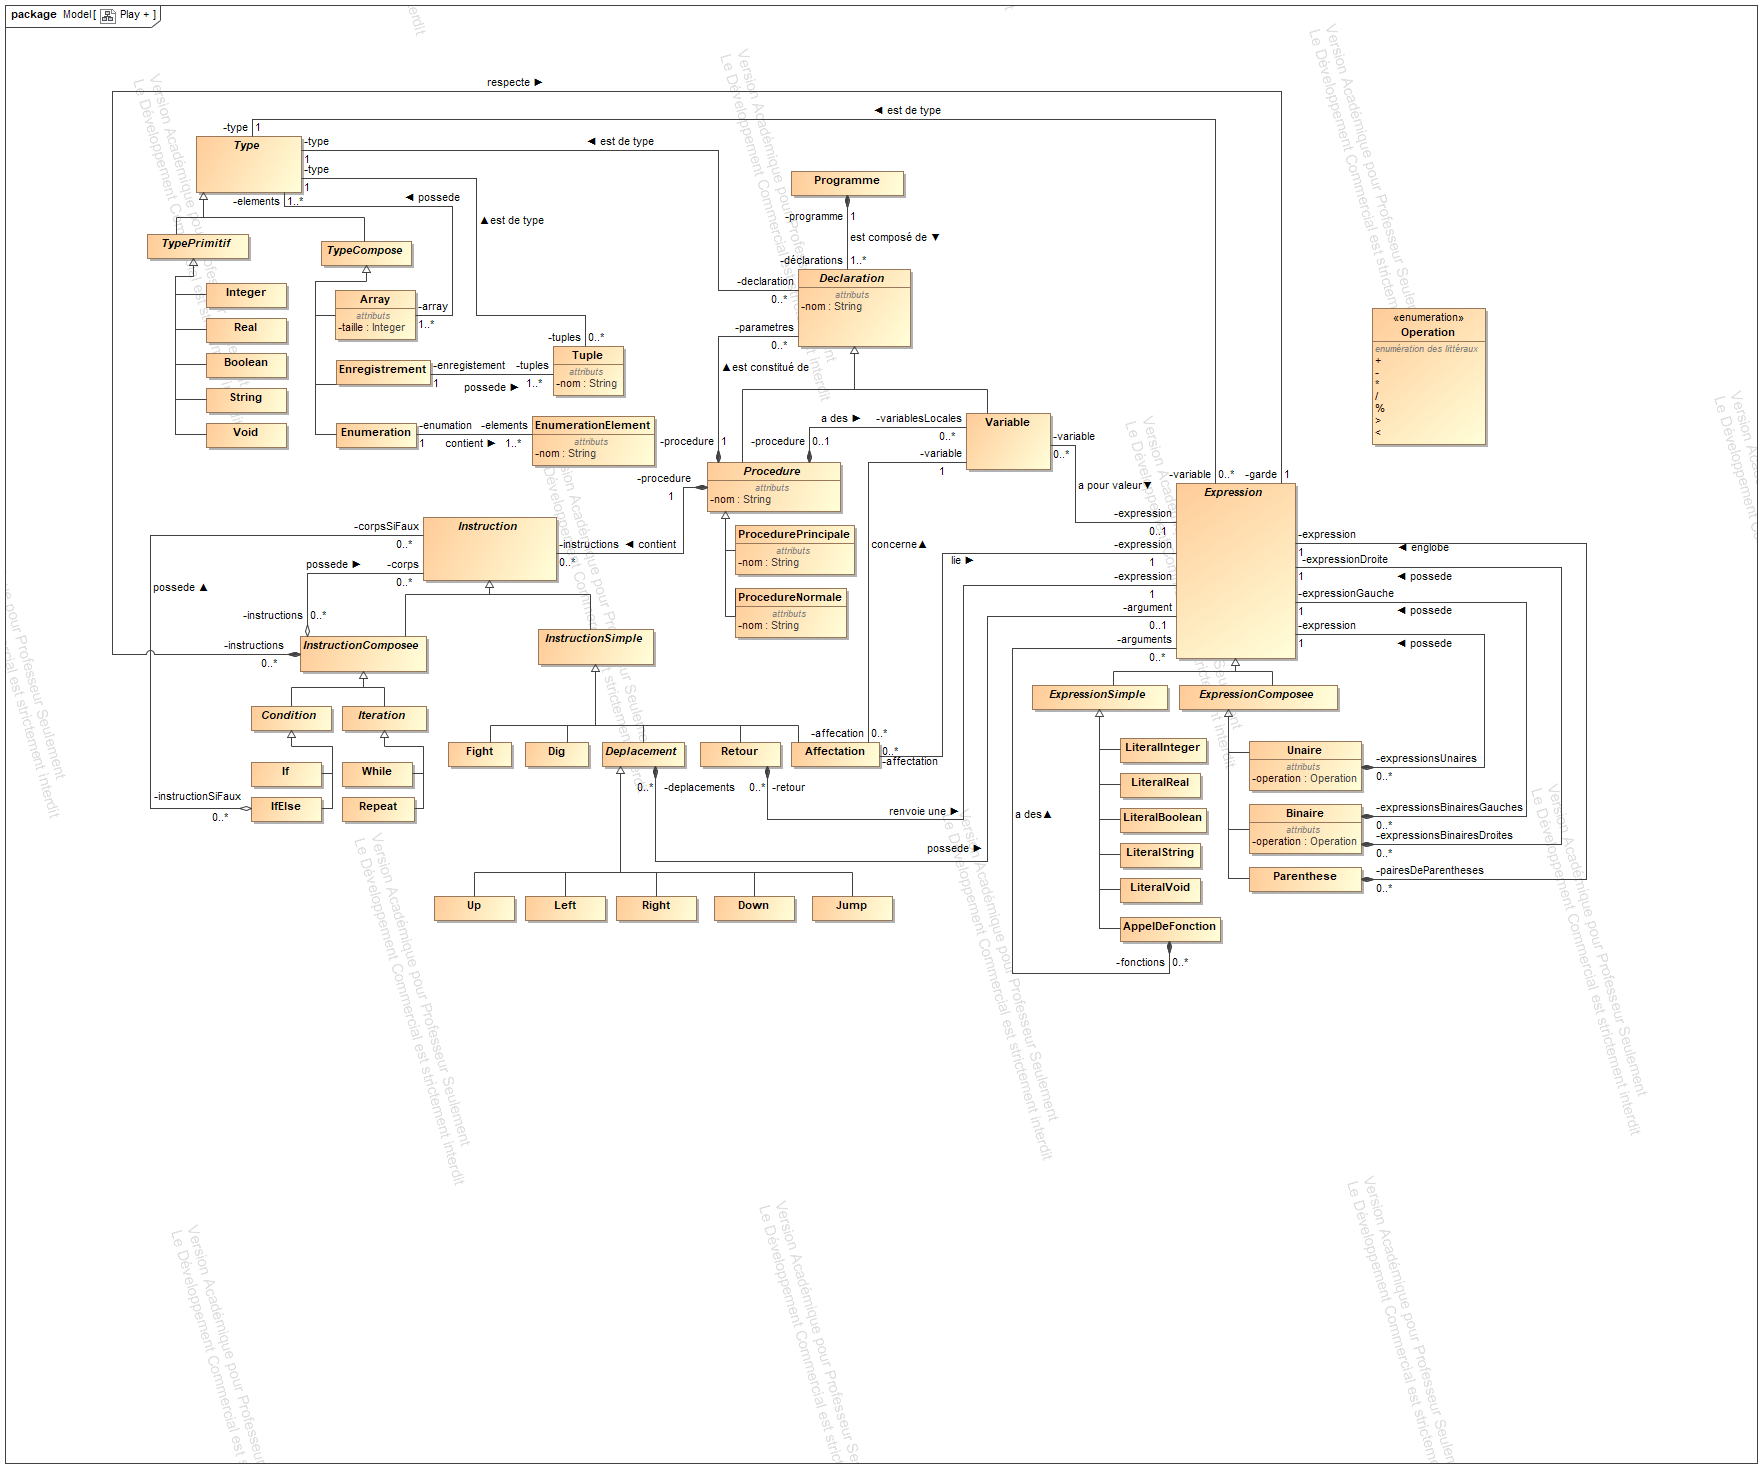 package Model[ Play + ]
respecte ►
◄ est de type
-type 1
Type
-type
1
◄ est de type
-type
1
-elements 1..*
◄ possede
▲est de type
Programme
-programme 1
est composé de ▼
-déclarations 1..*
Declaration
attributs
-nom : String
-declaration
0..*
-parametres
0..*
TypePrimitif
TypeCompose
Integer
Real
Boolean
String
Void
Array
attributs
-taille : Integer
-array
1..*
Enregistrement
-enregistement -tuples
1 possede ► 1..*
-tuples 0..*
Tuple
attributs
-nom : String
Enumeration
-enumation -elements
1 contient ► 1..*
EnumerationElement
attributs
-nom : String
«enumeration»
Operation
enumération des littéraux
+
-
*
/
%
>
<
▲est constitué de
a des ► -variablesLocales
0..*
-procedure 1
-procedure 0..1
-variable
1
Variable
-variable
0..*
a pour valeur▼
-procedure
1
Procedure
attributs
-nom : String
ProcedurePrincipale
attributs
-nom : String
ProcedureNormale
attributs
-nom : String
-variable 0..* -garde 1
Expression
-expression
0..1
-expression
1
-expression
1
-argument
0..1
-arguments
0..*
-expression
1
◄ englobe
-expressionDroite
1
◄ possede
-expressionGauche
1
◄ possede
-expression
1
◄ possede
concerne▲
lie ►
-corpsSiFaux
0..*
Instruction
-instructions ◄ contient
0..*
possede ► -corps
0..*
possede ▲
-instructions 0..*
-instructions
0..*
InstructionComposee
InstructionSimple
Condition
Iteration
If
IfElse
While
Repeat
-instructionSiFaux
0..*
Fight
Dig
Deplacement
Retour
Affectation
-affecation 0..*
0..*
-affectation
0..* -deplacements
0..* -retour
renvoie une ►
possede ►
a des▲
Up
Left
Right
Down
Jump
ExpressionSimple
ExpressionComposee
LiteralInteger
LiteralReal
LiteralBoolean
LiteralString
LiteralVoid
AppelDeFonction
-fonctions 0..*
Unaire
attributs
-operation : Operation
-expressionsUnaires
0..*
Binaire
attributs
-operation : Operation
-expressionsBinairesGauches
0..*
-expressionsBinairesDroites
0..*
Parenthese
-pairesDeParentheses
0..*
Version Académique pour Professeur Seulement
Le Développement Commercial est strictement interdit